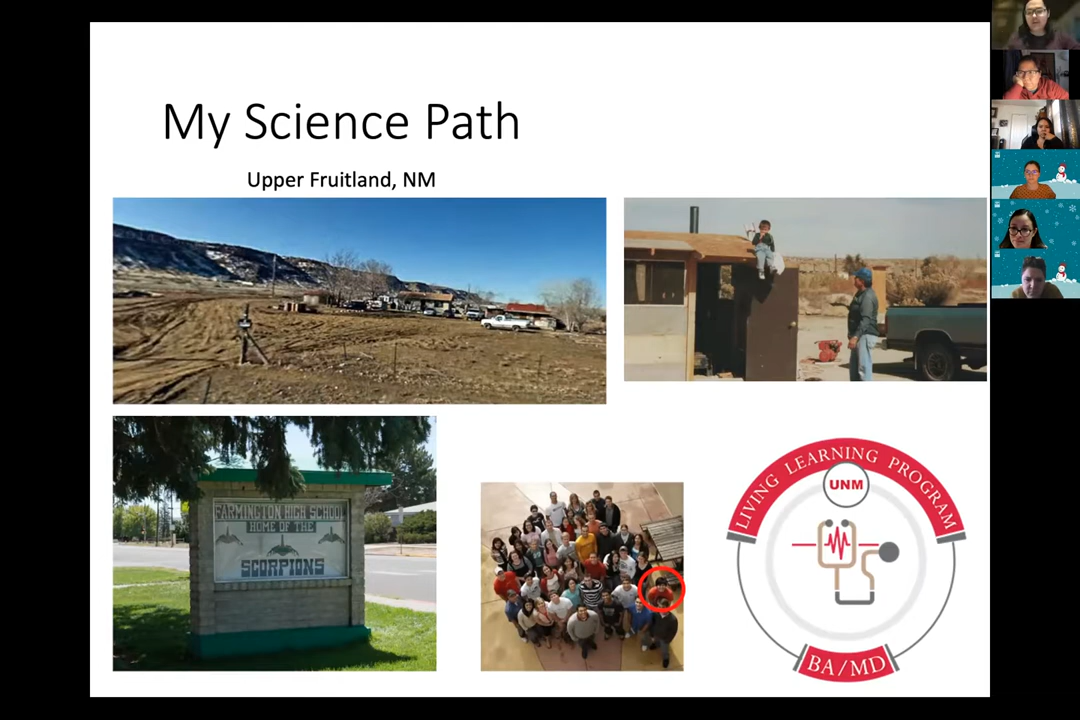 My Science Path
Upper Fruitland, NM
FARMINGTON HIGH SCHOOL
HOME OF THE
SCORPIONS
LIVING LEARNING PROGRAM
UNM
BA/MD